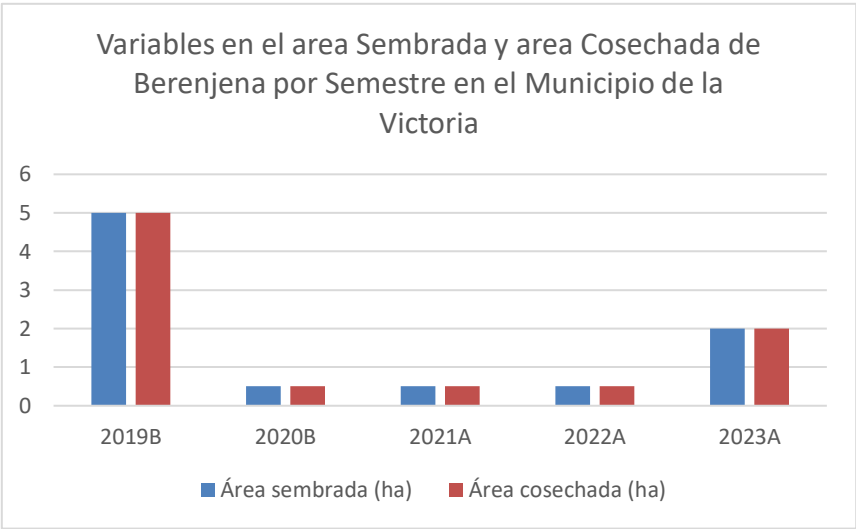 Variables en el area Sembrada y area Cosechada de
Berenjena por Semestre en el Municipio de la
Victoria
6
5
4
3
2
1
0
2019B 2020B 2021A 2022A 2023A
Área sembrada (ha) Área cosechada (ha)